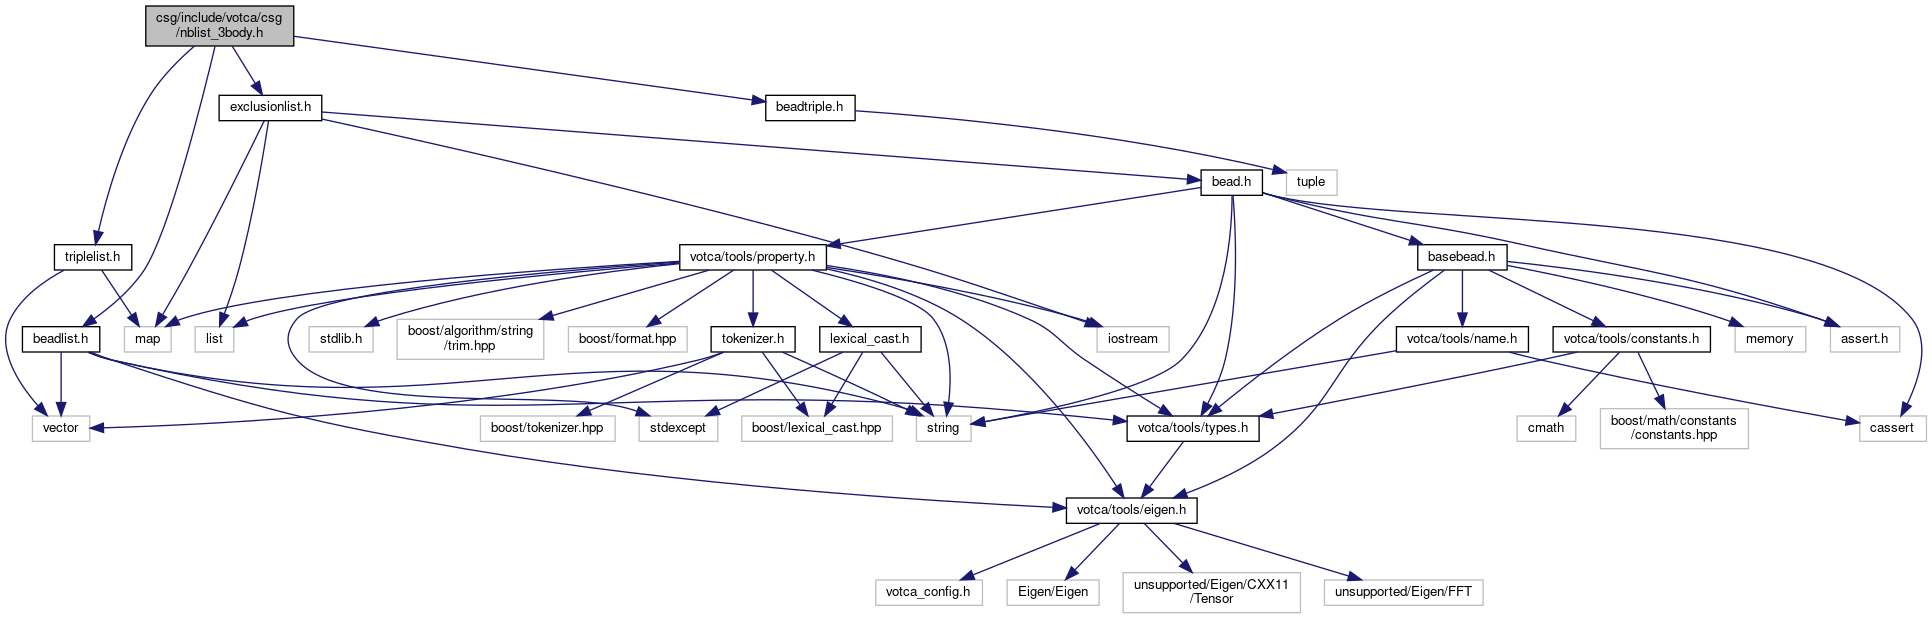 csg/include/votca/csg
/nblist_3body.h
exclusionlist.h
beadtriple.h
bead.h
tuple
triplelist.h
votca/tools/property.h
basebead.h
beadlist.h
map
list
stdlib.h
boost/algorithm/string
/trim.hpp
boost/format.hpp
tokenizer.h
lexical_cast.h
iostream
votca/tools/name.h
votca/tools/constants.h
memory
assert.h
vector
boost/tokenizer.hpp
stdexcept
boost/lexical_cast.hpp
string
votca/tools/types.h
cmath
boost/math/constants
/constants.hpp
cassert
votca/tools/eigen.h
votca_config.h
Eigen/Eigen
unsupported/Eigen/CXX11
/Tensor
unsupported/Eigen/FFT